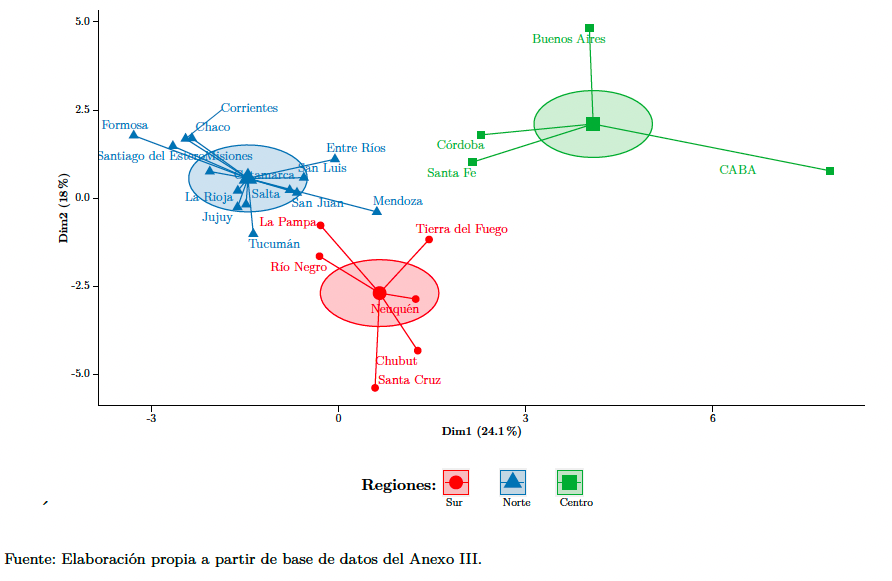 5.0
Buenos Aires
2.5
Corrientes
Formosa
Chaco
Córdoba
Entre Ríos
Santiago del Estero
Misiones
Catamarca
San Luis
Santa Fe
CABA
0.0
La Rioja
Salta
San Juan
Mendoza
Jujuy
La Pampa
Tierra del Fuego
Tucumán
Río Negro
-2.5
Neuquén
Chubut
-5.0
Santa Cruz
Dim2 (18 %)
-3 0 3 6
Dim1 (24.1 %)
Regiones:
Sur Norte Centro
Fuente: Elaboración propia a partir de base de datos del Anexo III.